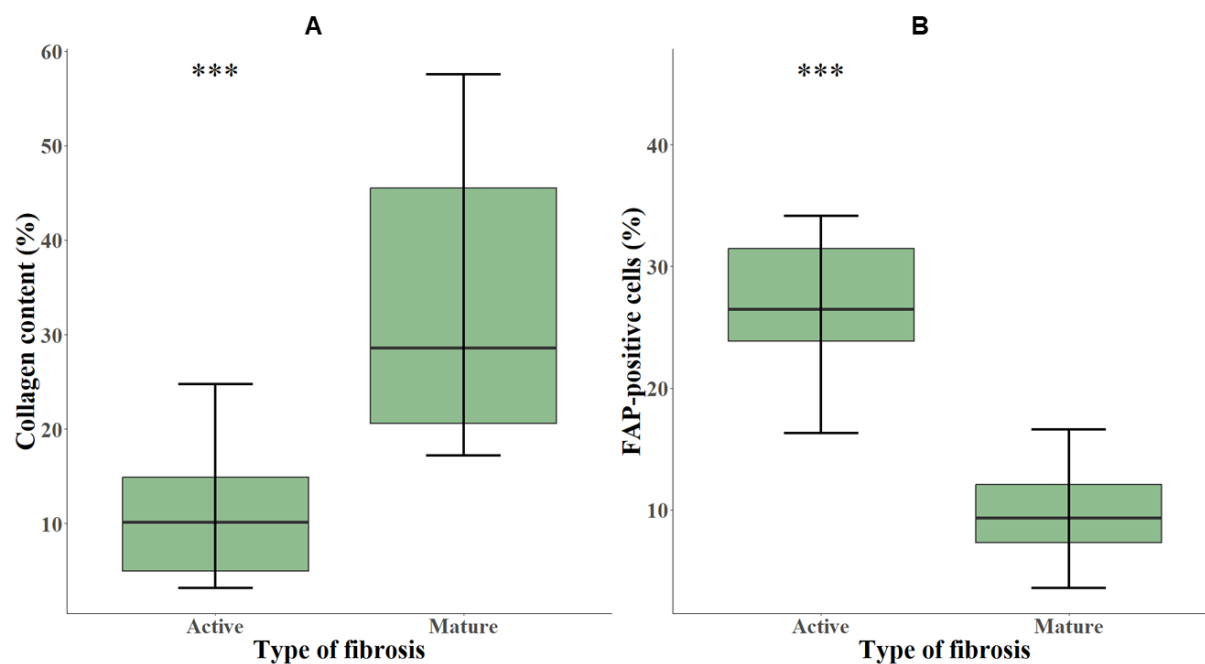 A
Collagen content (%)
60
50
40
30
20
10
***
Active
Mature
Type of fibrosis
B
FAP-positive cells (%)
40
30
20
10
***
Active
Mature
Type of fibrosis